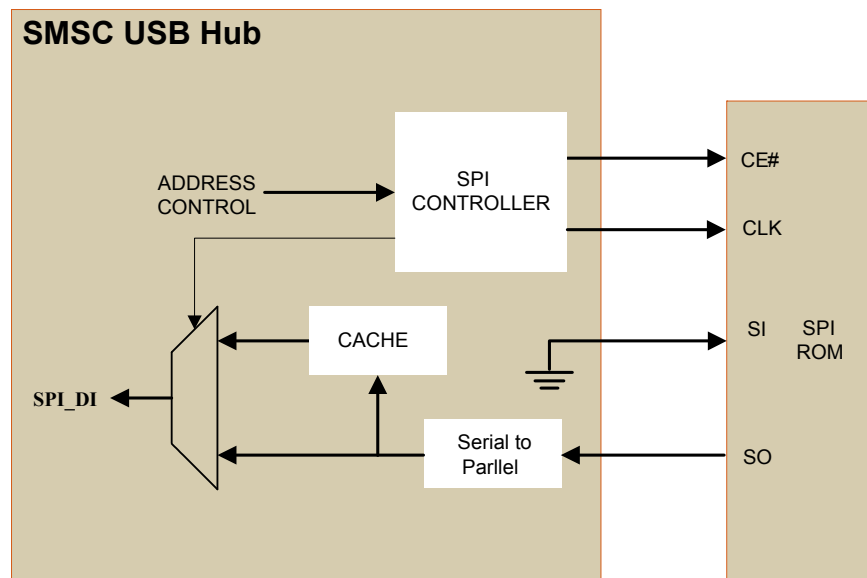 SMSC USB Hub
ADDRESS
CONTROL
SPI
CONTROLLER
CE#
CLK
CACHE
SI
SPI
ROM
SPI_DI
Serial to
Parllel
SO